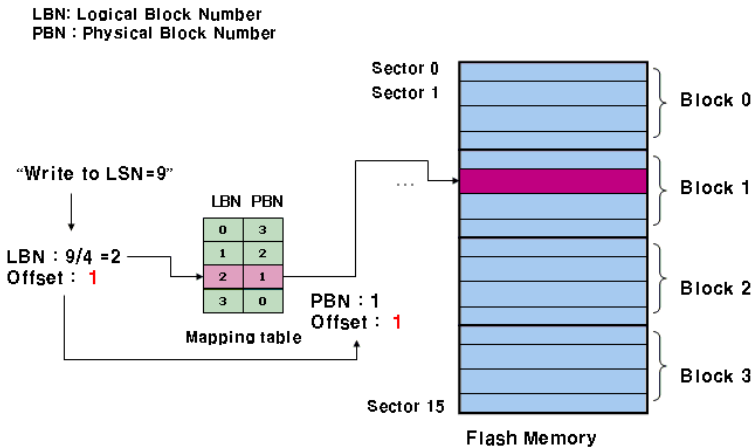 LBN: Logical Block Number
PBN : Physical Block Number
Sector 0
Sector 1
Block 0
"Write to LSN=9"
...
Block 1
LBN PBN
0 3
1 2
2 1
3 0
LBN : 9/4 =2
Offset : 1
Mapping table
PBN : 1
Offset : 1
Block 2
Block 3
Sector 15
Flash Memory